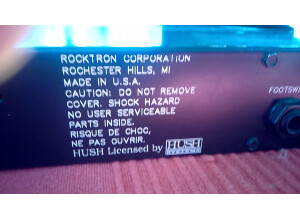 ROCKTRON CORPORATION
ROCHESTER HILLS, MI
MADE IN U.S.A.
CAUTION: DO NOT REMOVE
COVER. SHOCK HAZARD
NO USER SERVICEABLE
PARTS INSIDE.
RISQUE DE CHOC,
NE PAS OUVRIR.
HUSH Licensed by HUSH
FOOTSWI